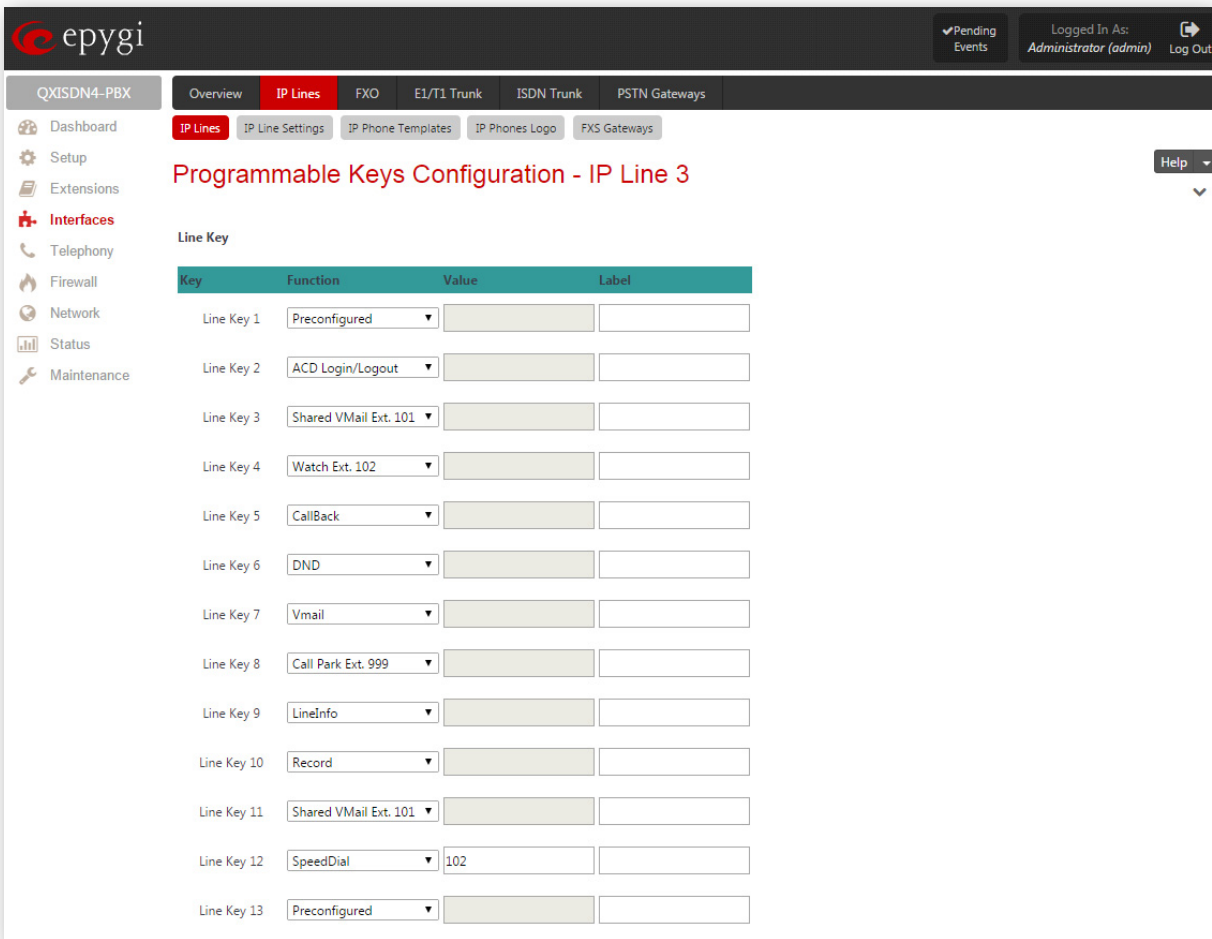 epygi
Pending Events
Logged In As:
Administrator (admin)
Log Out
QXISDN4-PBX
Overview IP Lines FXO E1/T1 Trunk ISDN Trunk PSTN Gateways
Dashboard
Setup
Extensions
Interfaces
Telephony
Firewall
Network
Status
Maintenance
IP Lines IP Line Settings IP Phone Templates IP Phones Logo FXS Gateways
Help
Programmable Keys Configuration - IP Line 3
Line Key
Key Function Value Label
Line Key 1 Preconfigured
Line Key 2 ACD Login/Logout
Line Key 3 Shared VMail Ext. 101
Line Key 4 Watch Ext. 102
Line Key 5 CallBack
Line Key 6 DND
Line Key 7 Vmail
Line Key 8 Call Park Ext. 999
Line Key 9 LineInfo
Line Key 10 Record
Line Key 11 Shared VMail Ext. 101
Line Key 12 SpeedDial 102
Line Key 13 Preconfigured